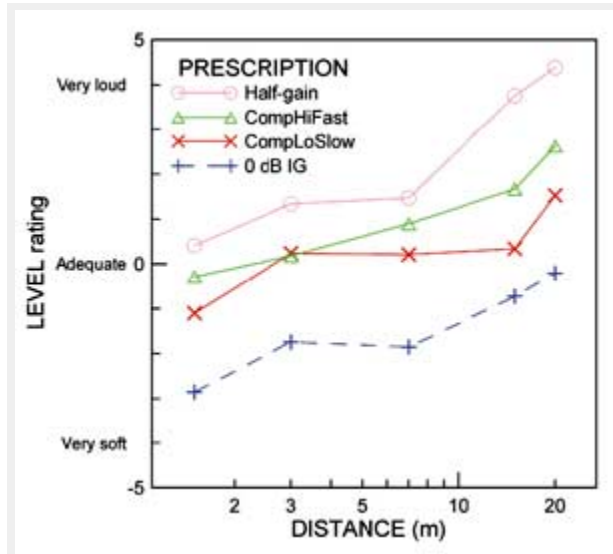 5
Very loud
PRESCRIPTION
Half-gain
CompHiFast
CompLoSlow
0 dB IG
LEVEL rating
Adequate 0
Very soft
-5
2 3 5 10 20
DISTANCE (m)